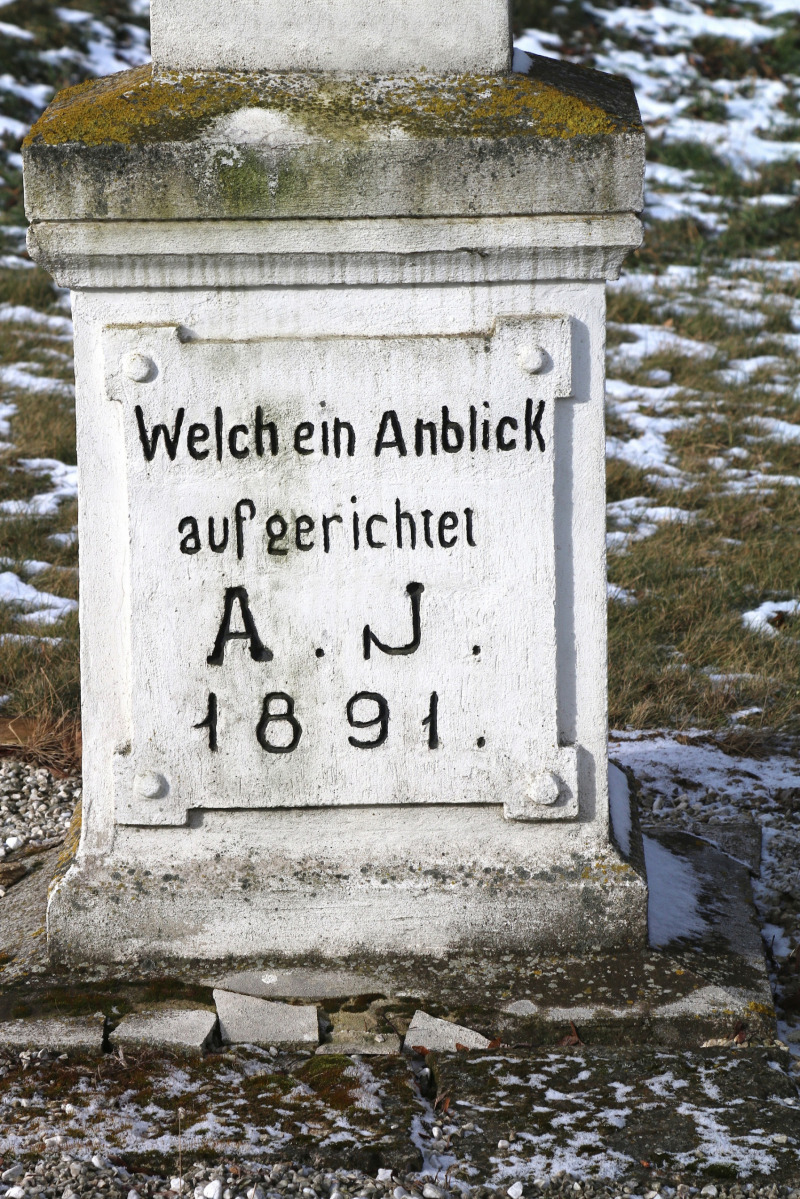 Welch ein Anblick
aufgerichtet
A. J.
1891.